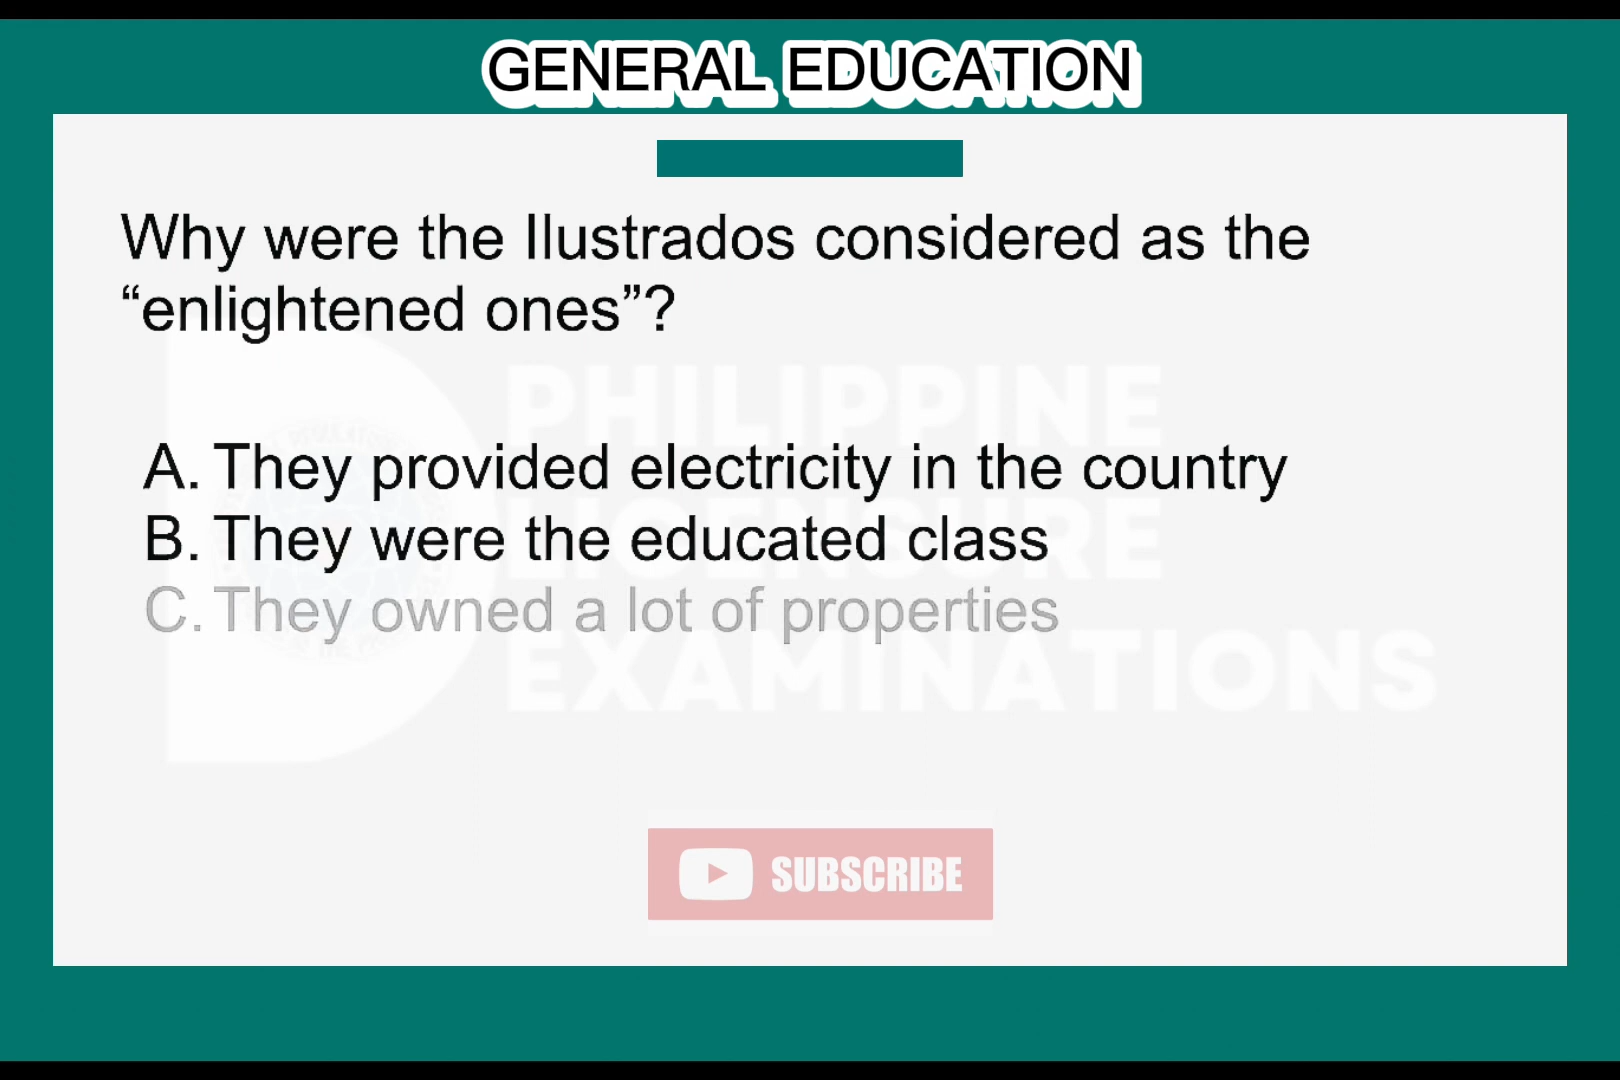 GENERAL EDUCATION
Why were the Ilustrados considered as the
“enlightened ones”?
PHILIPPINE
A. They provided electricity in the country
LICENSURE
B. They were the educated class
C. They owned a lot of properties
EXAMINATIONS
SUBSCRIBE